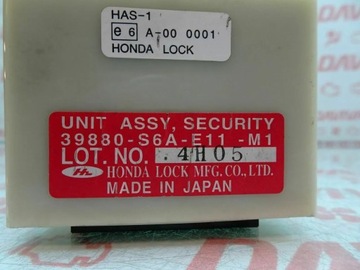 HAS-1
e 6 A-00 0001
HONDA LOCK
UNIT ASSY, SECURITY
39880-S6A-E11 -M1
LOT. NO. 4H05
HONDA LOCK MFG. CO., LTD.
MADE IN JAPAN